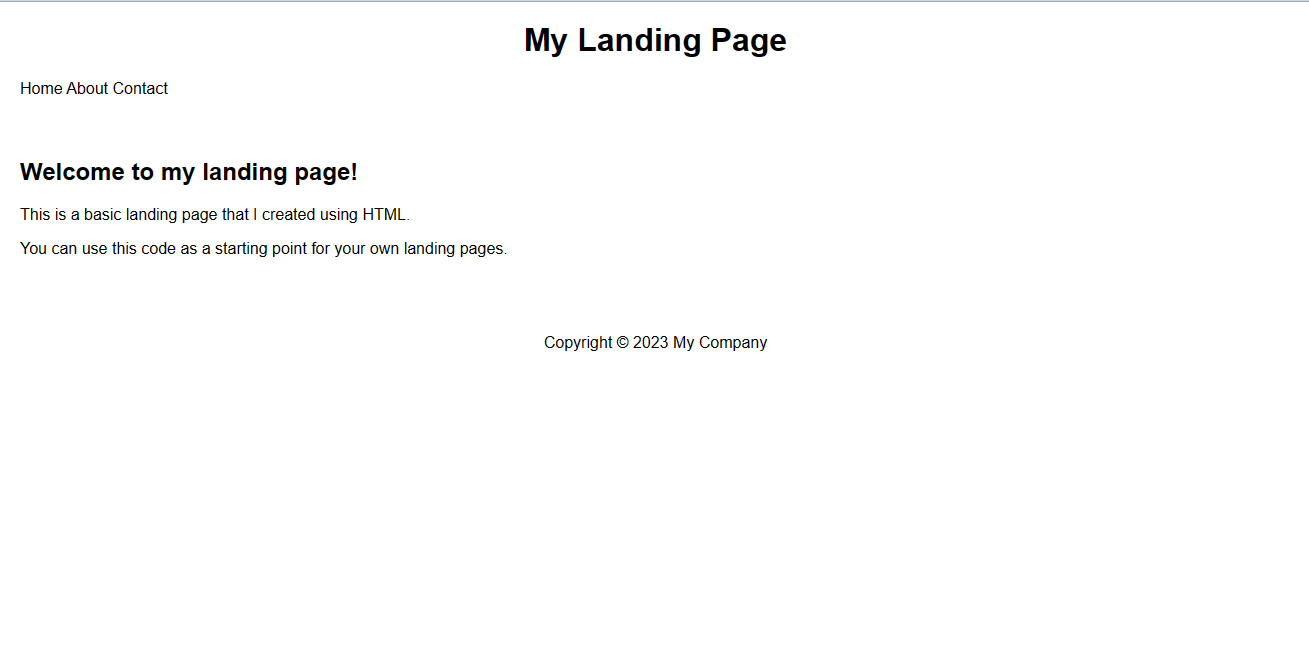 My Landing Page
Home About Contact
Welcome to my landing page!
This is a basic landing page that I created using HTML.
You can use this code as a starting point for your own landing pages.
Copyright © 2023 My Company